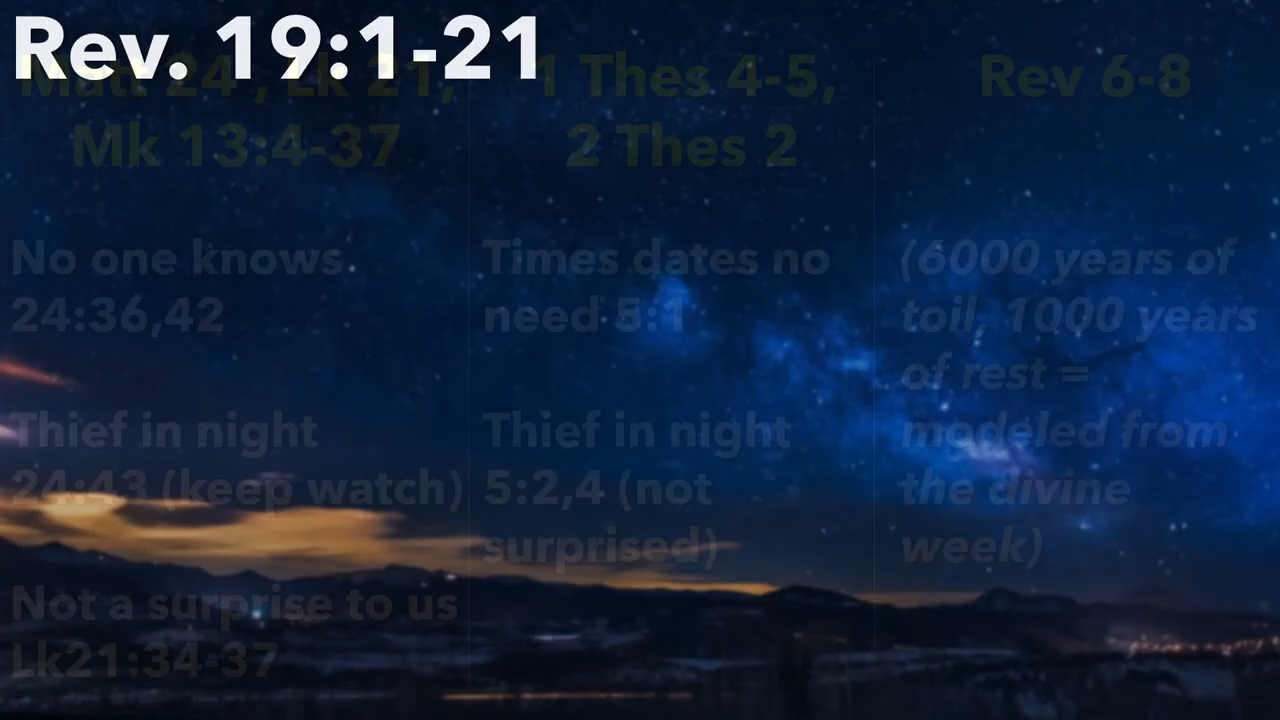 Rev. 19:1-21
Matt 24 , Lk 21,
Mk 13:4-37
1 Thes 4-5,
2 Thes 2
Rev 6-8
No one knows
24:36,42
Times dates no
need 5:1
(6000 years of
toil 1000 years
of rest =
modeled from
the divine
week)
Thief in night
24:43 (keep watch)
Thief in night
5:2,4 (not
surprised)
Not a surprise to us
Lk21:34-37